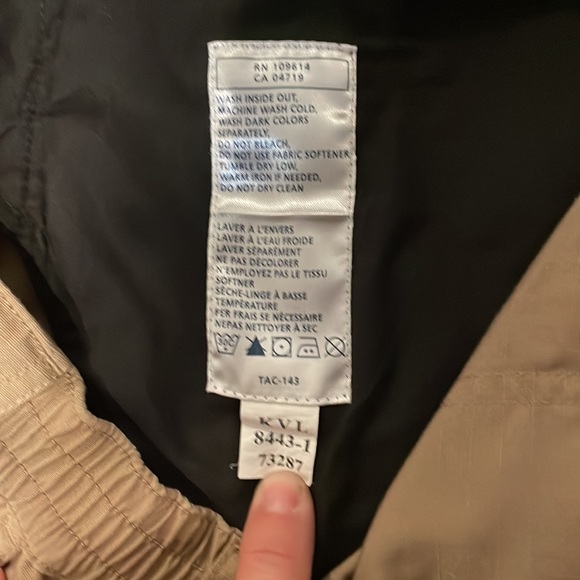 RN 109614
CA 04719
WASH INSIDE OUT,
MACHINE WASH COLD,
WASH DARK COLORS
SEPARATELY,
DO NOT BLEACH,
DO NOT USE FABRIC SOFTENER
TUMBLE DRY LOW,
WARM IRON IF NEEDED,
DO NOT DRY CLEAN
LAVER A L'ENVERS
LAVER À L'EAU FROIDE
LAVER SÉPARÉMENT
NE PAS DÉCOLORER
N'EMPLOYEZ PAS LE TISSU
SOFTNER
SÈCHE-LINGE À BASSE
TEMPÉRATURE
FER FRAIS SE NÉCESSAIRE
NEPAS NETTOYER À SEC
TAC-143
KVL
8443-1
73287